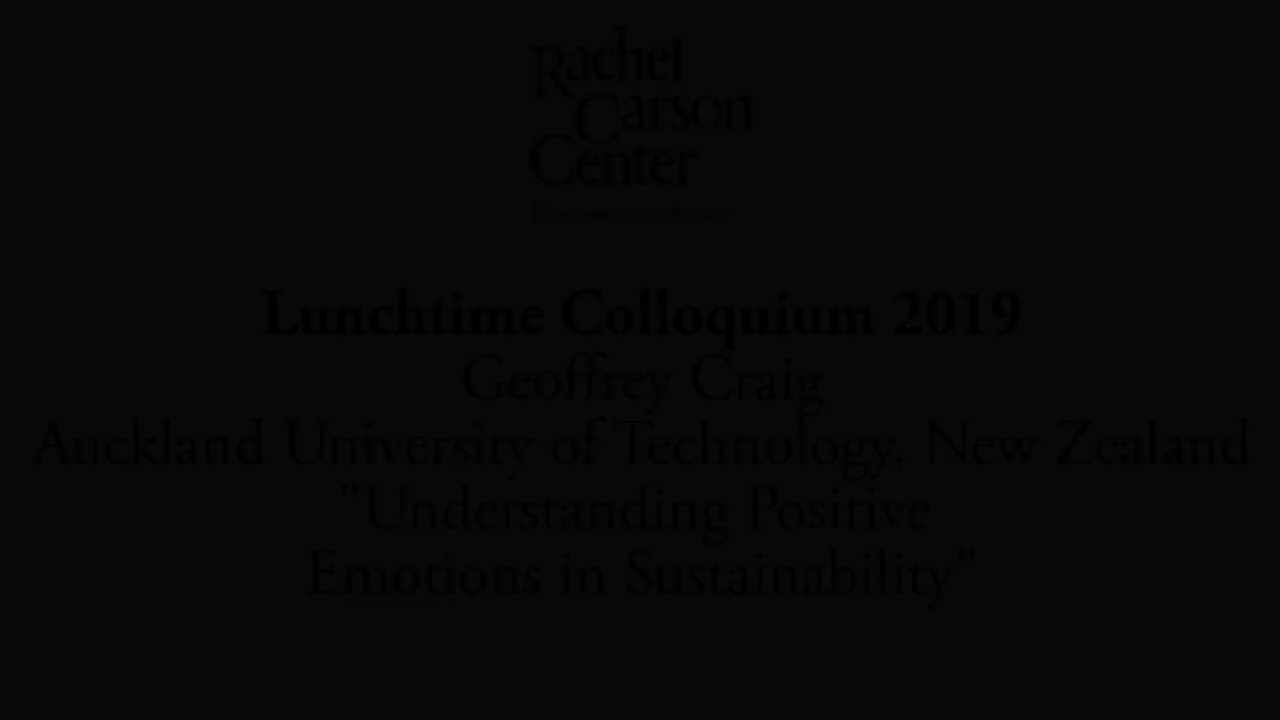 Rachel
Carson
Center
Lunchtime Colloquium 2019
Geoffrey Craig
Auckland University of Technology, New Zealand
"Understanding Positive
Emotions in Sustainability"